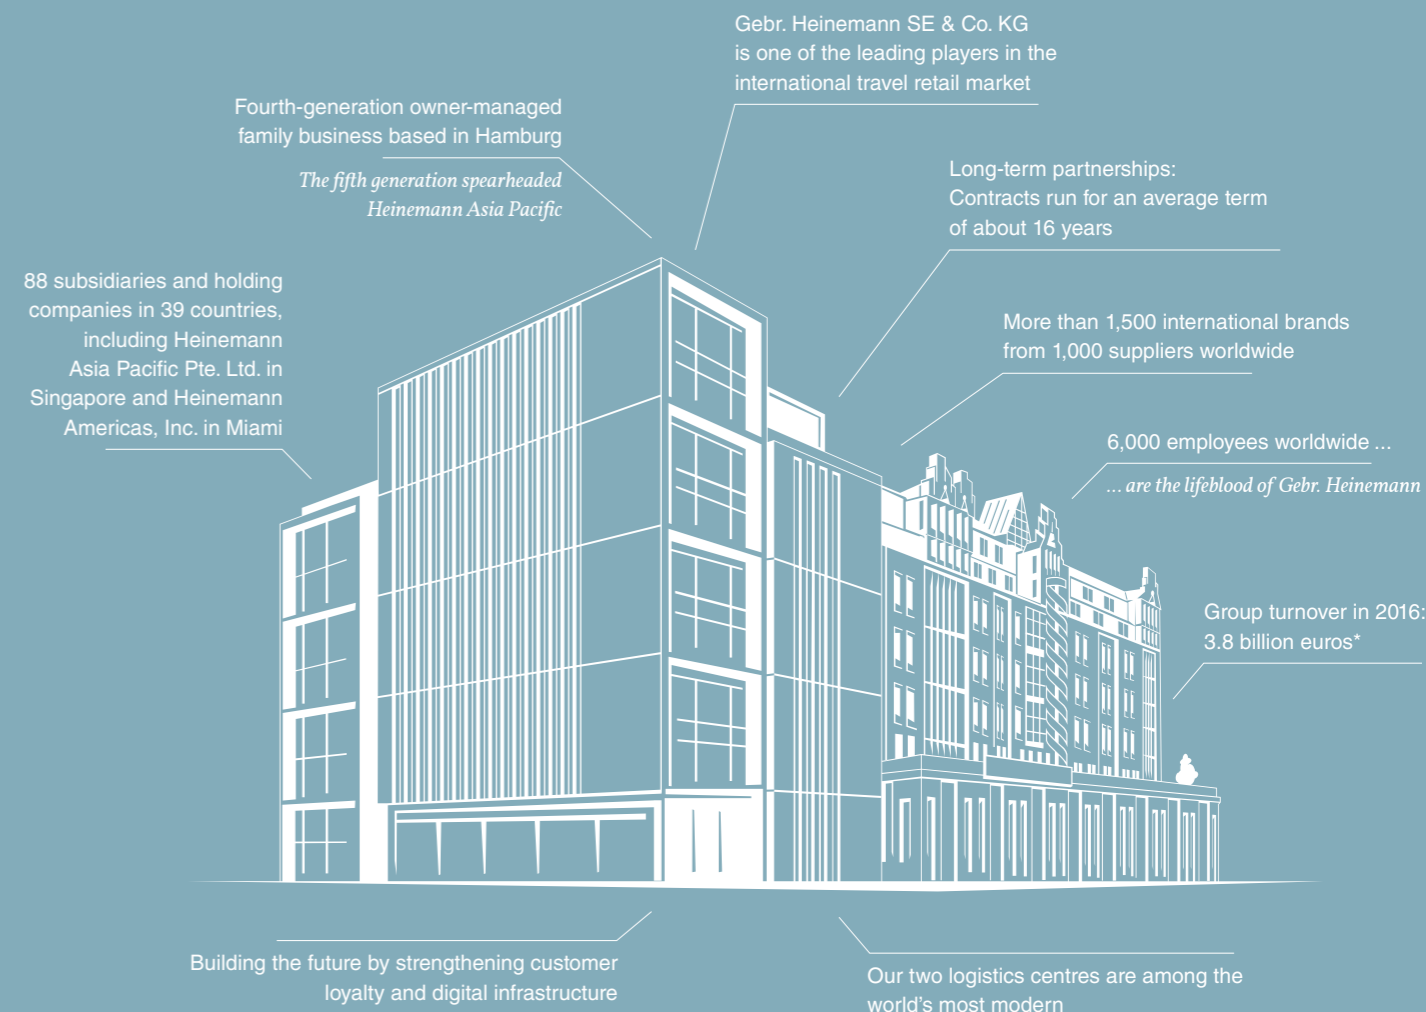 Gebr. Heinemann SE & Co. KG
is one of the leading players in the
international travel retail market
Fourth-generation owner-managed
family business based in Hamburg
The fifth generation spearheaded
Heinemann Asia Pacific
Long-term partnerships:
Contracts run for an average term
of about 16 years
88 subsidiaries and holding
companies in 39 countries,
including Heinemann
Asia Pacific Pte. Ltd. in
Singapore and Heinemann
Americas, Inc. in Miami
More than 1,500 international brands
from 1,000 suppliers worldwide
6,000 employees worldwide ...
... are the lifeblood of Gebr. Heinemann
Group turnover in 2016:
3.8 billion euros*
Building the future by strengthening customer
loyalty and digital infrastructure
Our two logistics centres are among the
world's most modern